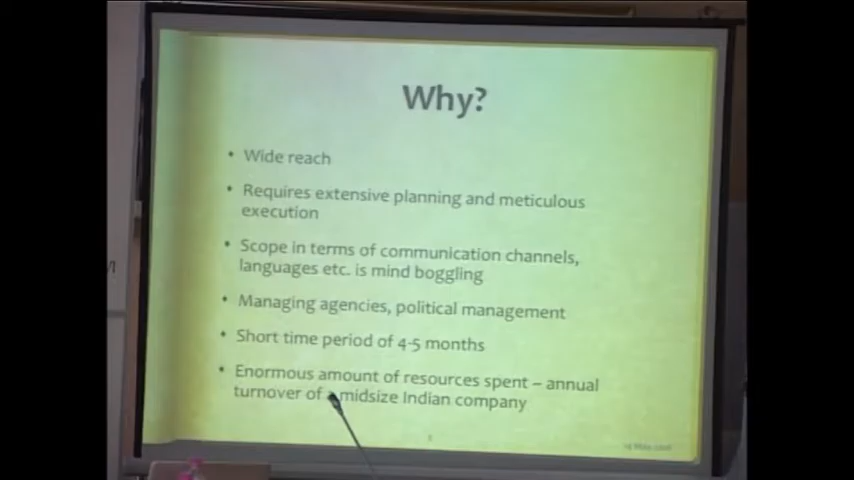 Why?
• Wide reach
• Requires extensive planning and meticulous
execution
• Scope in terms of communication channels,
languages etc. is mind boggling
• Managing agencies, political management
• Short time period of 4-5 months
• Enormous amount of resources spent – annual
turnover of a midsize Indian company